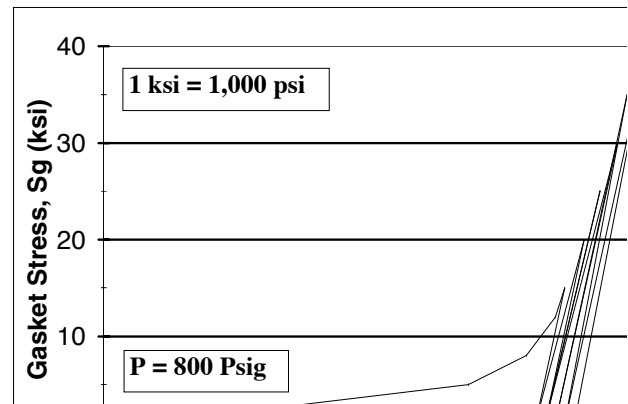 40
1 ksi = 1,000 psi
30
20
10
P = 800 Psig
Gasket Stress, Sg (ksi)